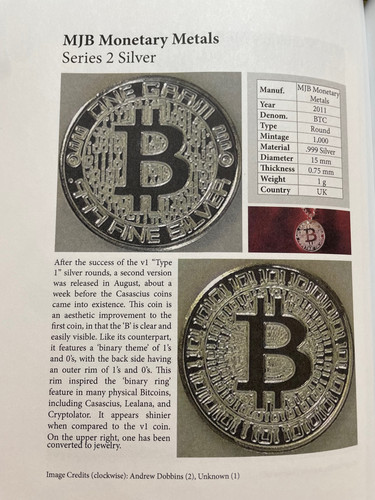 MJB Monetary Metals
Series 2 Silver
ONE GRAM
.999 FINE SILVER
B
Manuf. MJB Monetary Metals
Year 2011
Denom. BTC
Type Round
Mintage 1,000
Material .999 Silver
Diameter 15 mm
Thickness 0.75 mm
Weight 1 g
Country UK
B
After the success of the v1 “Type
1” silver rounds, a second version
was released in August, about a
week before the Casascius coins
came into existence. This coin is
an aesthetic improvement to the
first coin, in that the ‘B’ is clear and
easily visible. Like its counterpart,
it features a ‘binary theme’ of 1’s
and 0’s, with the back side having
an outer rim of 1’s and 0’s. This
rim inspired the ‘binary ring’
feature in many physical Bitcoins,
including Casascius, Lealana, and
Cryptolator. It appears shinier
when compared to the v1 coin.
On the upper right, one has been
converted to jewelry.
B
Image Credits (clockwise): Andrew Dobbins (2), Unknown (1)